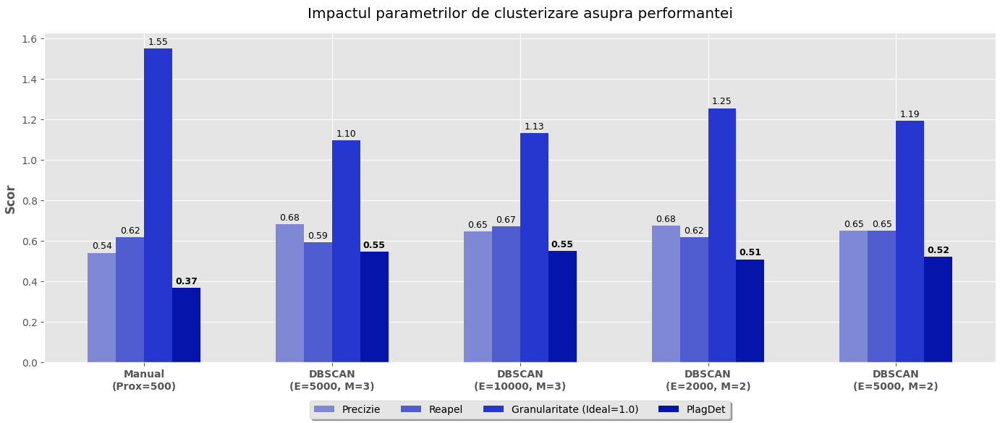 Impactul parametrilor de clusterizare asupra performantei
Scor
1.6
1.4
1.2
1.0
0.8
0.6
0.4
0.2
0.0
0.54
0.62
1.55
0.37
0.68
0.59
1.10
0.55
0.65
0.67
1.13
0.55
0.68
0.62
1.25
0.51
0.65
0.65
1.19
0.52
Manual
(Prox=500)
DBSCAN
(E=5000, M=3)
DBSCAN
(E=10000, M=3)
DBSCAN
(E=2000, M=2)
DBSCAN
(E=5000, M=2)
Precizie
Reapel
Granularitate (Ideal=1.0)
PlagDet